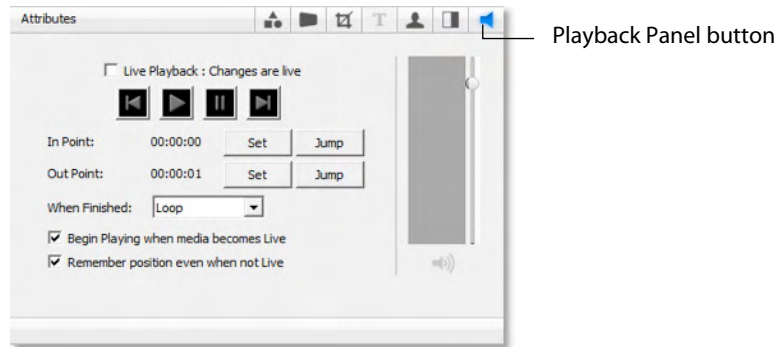 Attributes
T
Playback Panel button
Live Playback : Changes are live
In Point: 00:00:00 Set Jump
Out Point: 00:00:01 Set Jump
When Finished: Loop
Begin Playing when media becomes Live
Remember position even when not Live